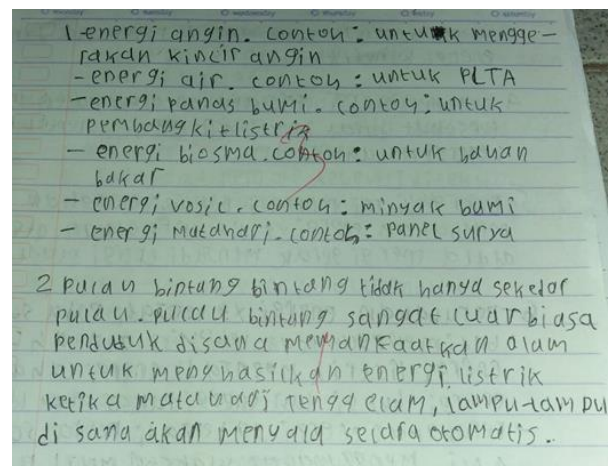 1 - energi angin. contoh : untuk mengge-
rakan kincir angin
- energi air. contoh : untuk PLTA
- energi panas bumi. contoh : untuk
pembangkit listrik
- energi biosma. contoh : untuk bahan
bakar
- energi vosil. contoh : minyak bumi
- energi matahari. contoh : panel surya
2 pulau bintang bintang tidak hanya sekedar
pulau. pulau bintang sangat luar biasa
penduduk disana memanfaatkan alam
untuk menghasilkan energi listrik
ketika matahari tenggelam, lampu-lampu
di sana akan menyala secara otomatis.